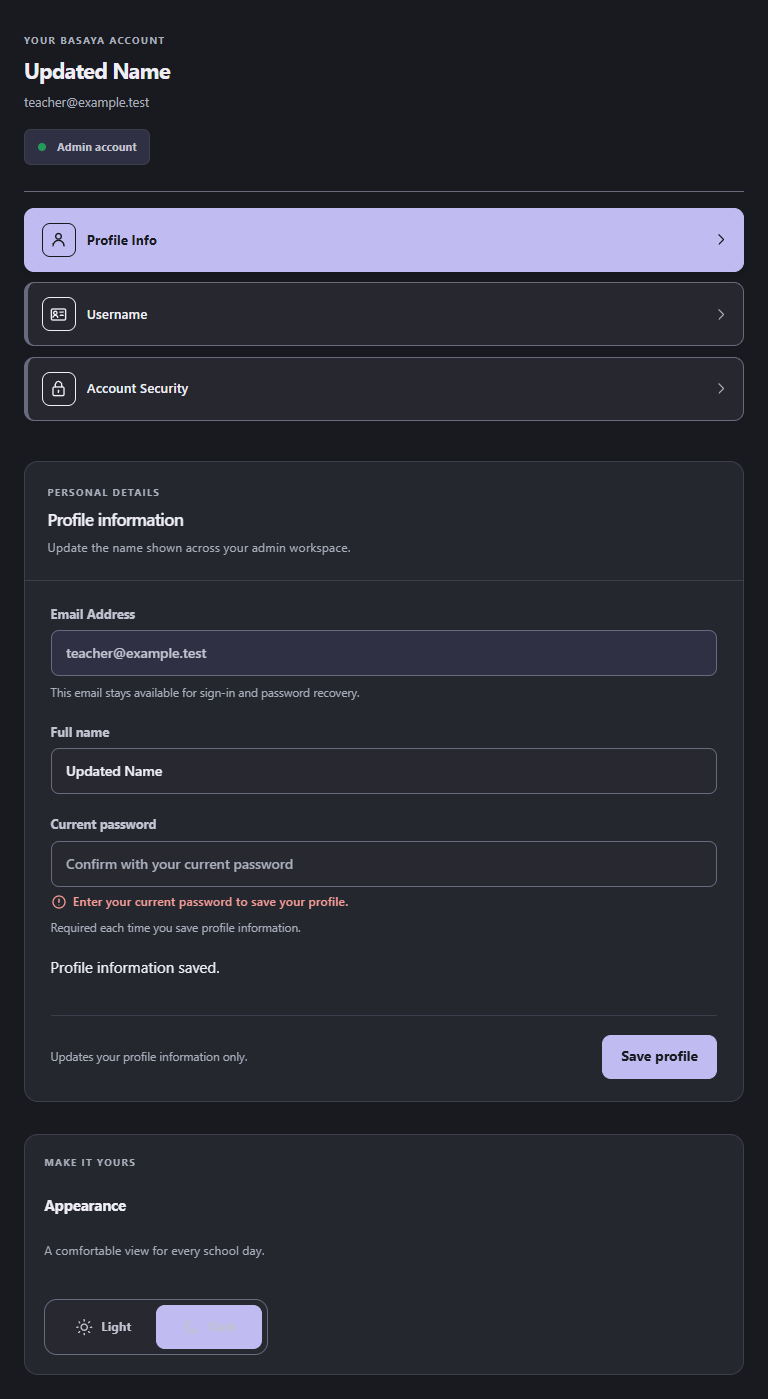 YOUR BASAYA ACCOUNT
Updated Name
teacher@example.test
Admin account
Profile Info
Username
Account Security
PERSONAL DETAILS
Profile information
Update the name shown across your admin workspace.
Email Address
teacher@example.test
This email stays available for sign-in and password recovery.
Full name
Updated Name
Current password
Confirm with your current password
Enter your current password to save your profile.
Required each time you save profile information.
Profile information saved.
Updates your profile information only.
Save profile
MAKE IT YOURS
Appearance
A comfortable view for every school day.
Light